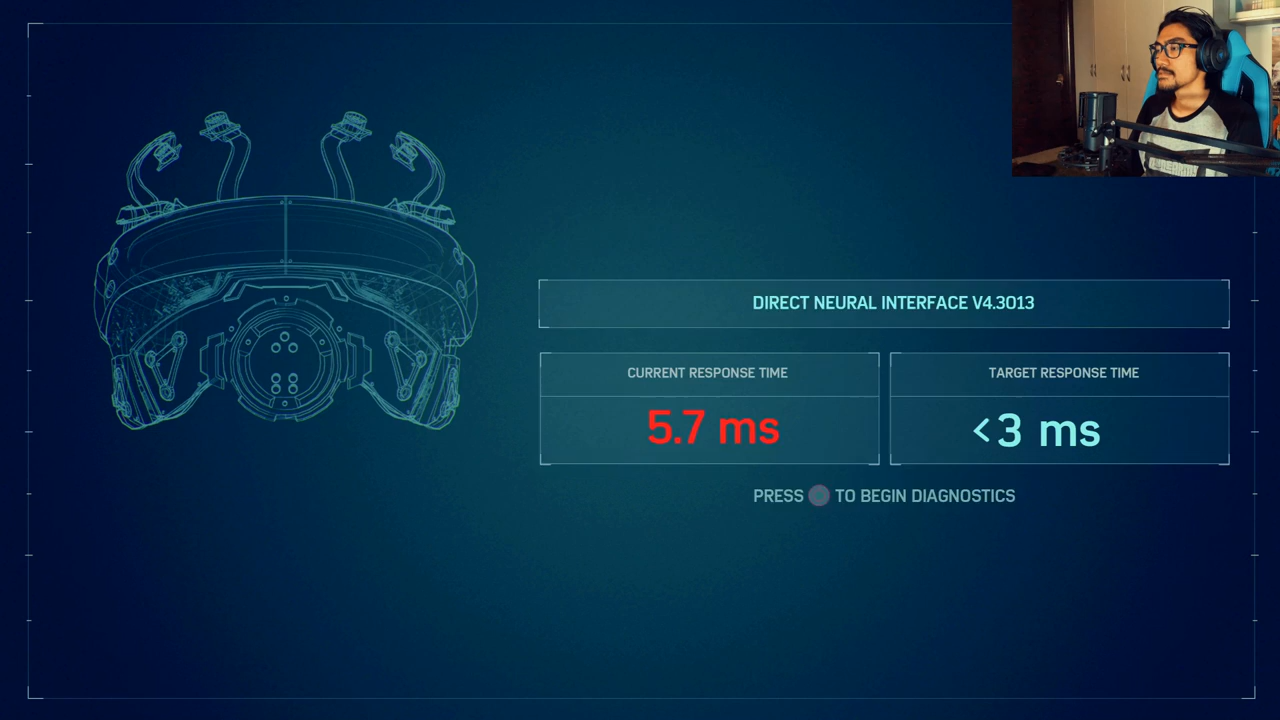 DIRECT NEURAL INTERFACE V4.3013
CURRENT RESPONSE TIME
5.7 ms
TARGET RESPONSE TIME
<3 ms
PRESS TO BEGIN DIAGNOSTICS